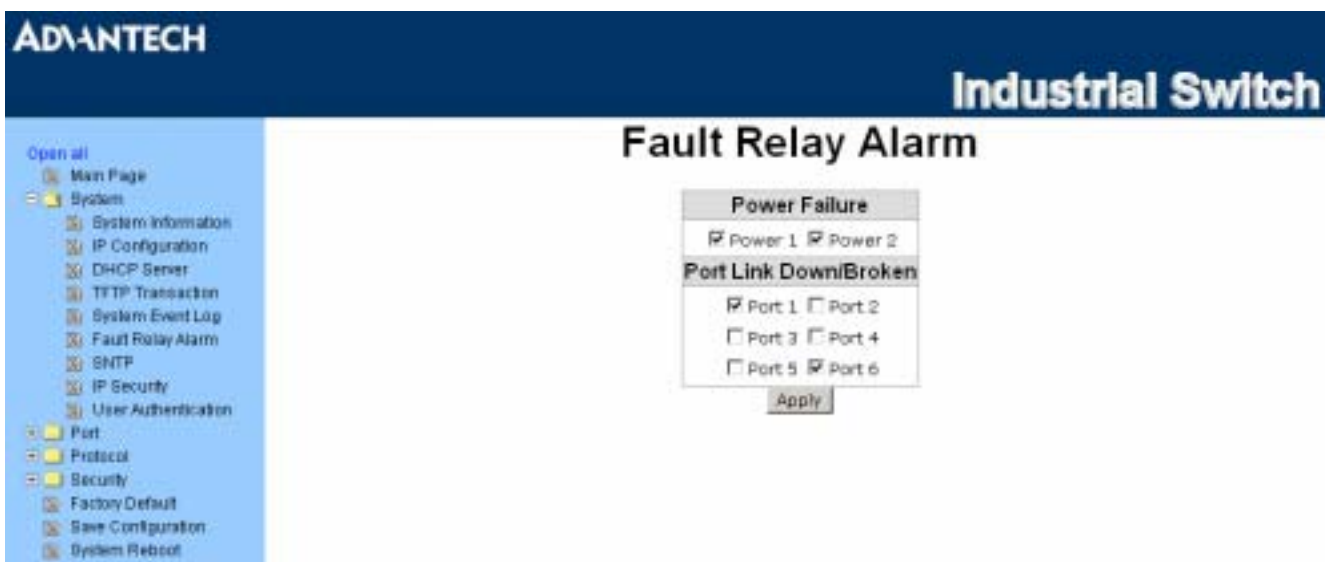 ADVANTECH
Industrial Switch
Open all
Main Page
System
System Information
IP Configuration
DHCP Server
TFTP Transaction
System Event Log
Fault Relay Alarm
SNTP
IP Security
User Authentication
Port
Protocol
Security
Factory Default
Save Configuration
System Reboot
Fault Relay Alarm
Power Failure
Power 1 Power 2
Port Link Down/Broken
Port 1 Port 2
Port 3 Port 4
Port 5 Port 6
Apply